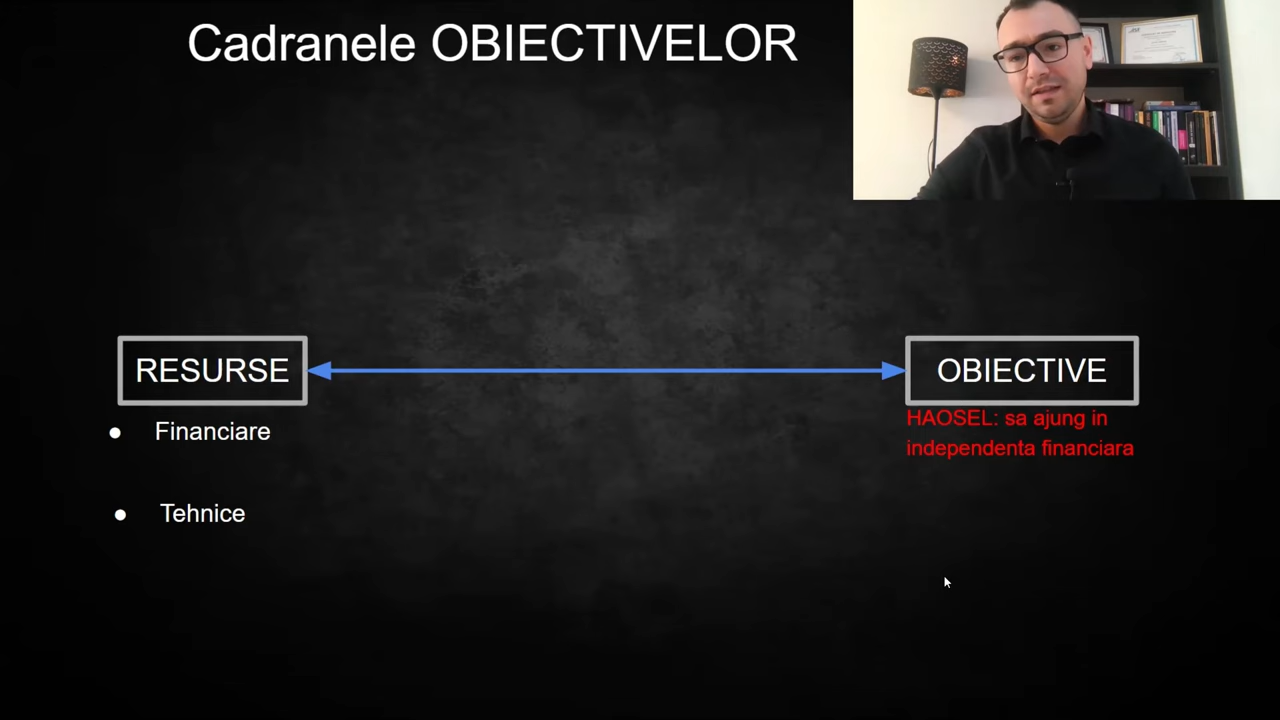 Cadranele OBIECTIVELOR
RESURSE
OBIECTIVE
HAOSEL: sa ajung in
independenta financiara
● Financiare
● Tehnice